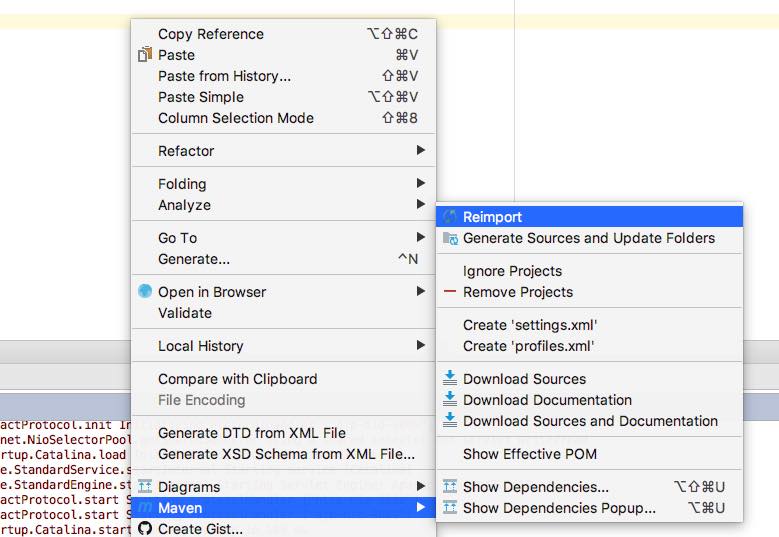 Copy Reference ⌥⇧⌘C
Paste ⌘V
Paste from History... ⇧⌘V
Paste Simple ⌥⇧⌘V
Column Selection Mode ⇧⌘8
Refactor
Folding
Analyze
Go To
Generate... ^N
Open in Browser
Validate
Local History
Compare with Clipboard
File Encoding
Generate DTD from XML File
Generate XSD Schema from XML File...
Diagrams
Maven
Create Gist...
Reimport
Generate Sources and Update Folders
Ignore Projects
Remove Projects
Create 'settings.xml'
Create 'profiles.xml'
Download Sources
Download Documentation
Download Sources and Documentation
Show Effective POM
Show Dependencies... ⌥⇧⌘U
Show Dependencies Popup... ⌥⌘U
actProtocol.init
net.NioSelectorPool
rtup.Catalina.load
e.StandardService.s
e.StandardEngine.st
actProtocol.start
actProtocol.start
rtup.Catalina.start